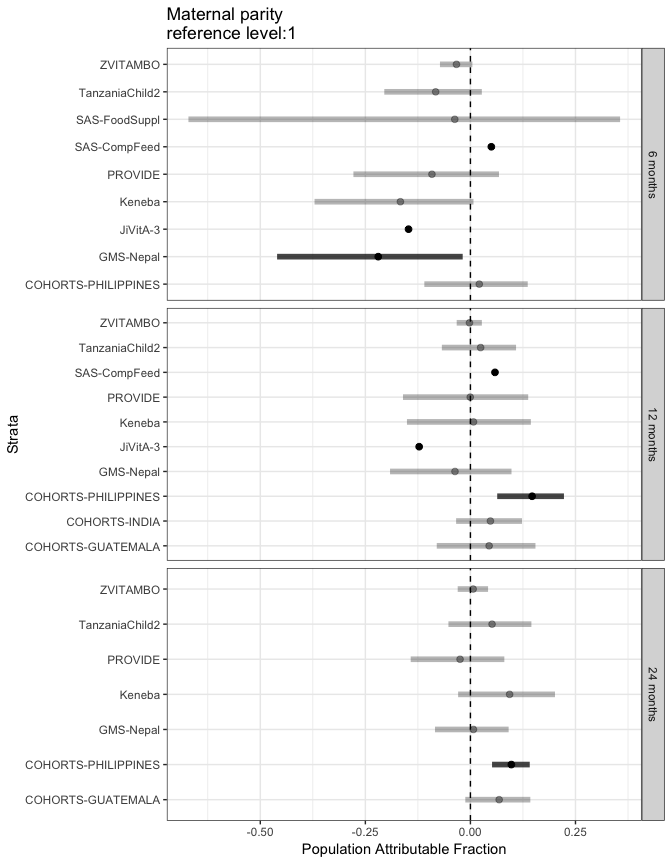 Maternal parity
reference level:1
ZVITAMBO
TanzaniaChild2
SAS-FoodSuppl
SAS-CompFeed
PROVIDE
Keneba
JiVitA-3
GMS-Nepal
COHORTS-PHILIPPINES
6 months
ZVITAMBO
TanzaniaChild2
SAS-CompFeed
PROVIDE
Keneba
JiVitA-3
GMS-Nepal
COHORTS-PHILIPPINES
COHORTS-INDIA
COHORTS-GUATEMALA
12 months
ZVITAMBO
TanzaniaChild2
PROVIDE
Keneba
GMS-Nepal
COHORTS-PHILIPPINES
COHORTS-GUATEMALA
24 months
Strata
-0.50 -0.25 0.00 0.25
Population Attributable Fraction